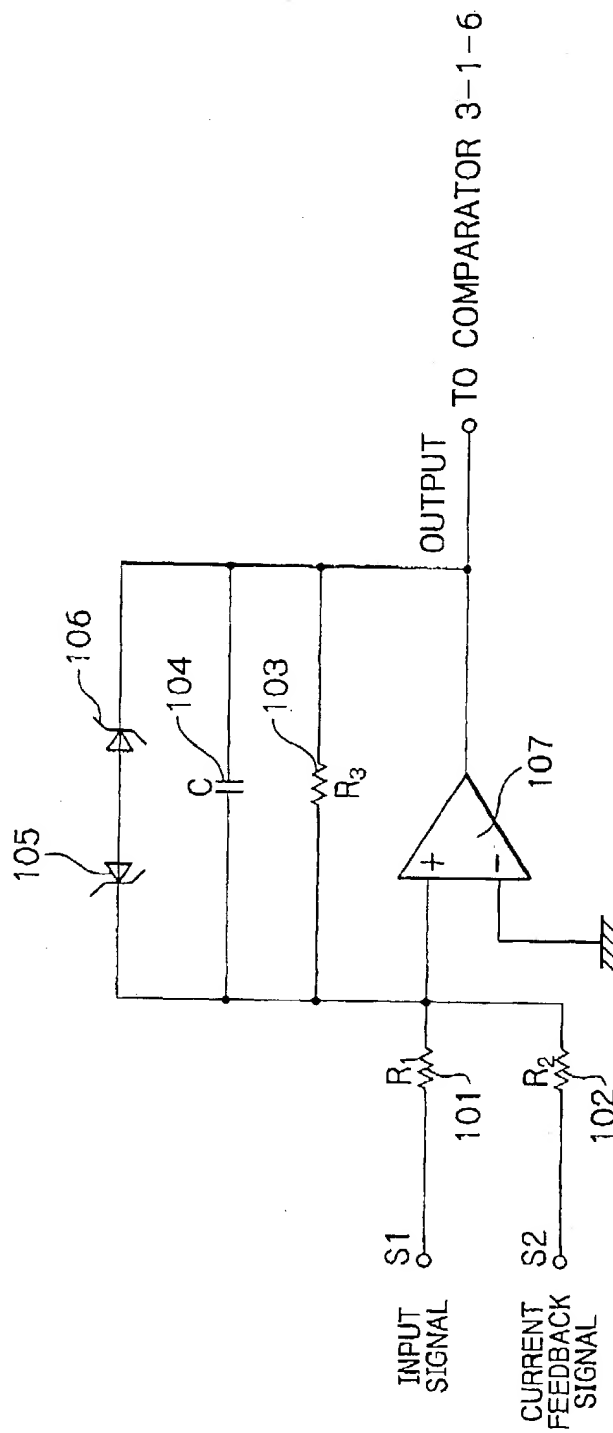 105
106
C
104
R3
103
OUTPUT
TO COMPARATOR 3-1-6
+
-
107
INPUT
SIGNAL
S1
R1
101
CURRENT
FEEDBACK
SIGNAL
S2
R2
102